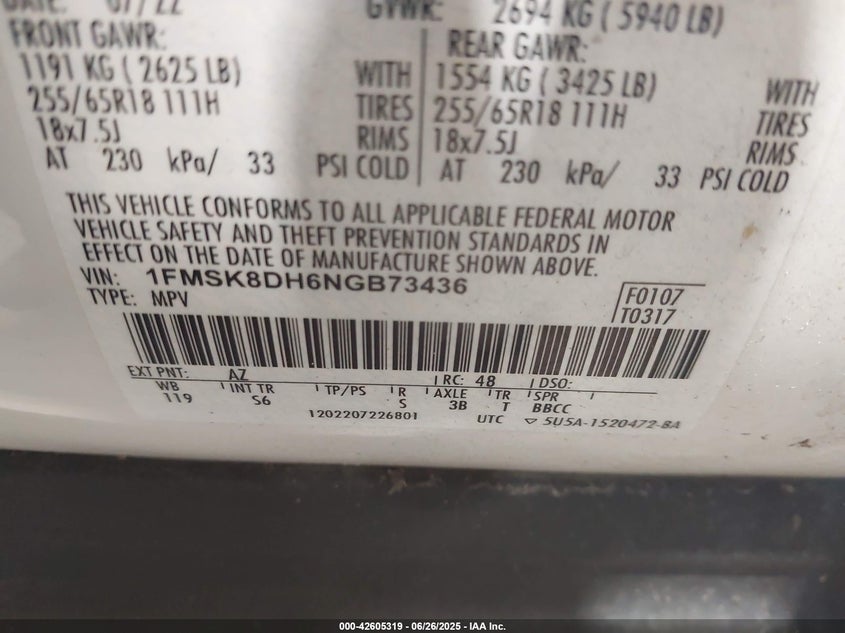 DATE: 07/22 GVWR: 2694 KG ( 5940 LB)
FRONT GAWR: REAR GAWR:
1191 KG ( 2625 LB) WITH 1554 KG ( 3425 LB) WITH
255/65R18 111H TIRES 255/65R18 111H TIRES
18x7.5J RIMS 18x7.5J RIMS
AT 230 kPa/ 33 PSI COLD AT 230 kPa/ 33 PSI COLD
THIS VEHICLE CONFORMS TO ALL APPLICABLE FEDERAL MOTOR
VEHICLE SAFETY AND THEFT PREVENTION STANDARDS IN
EFFECT ON THE DATE OF MANUFACTURE SHOWN ABOVE.
VIN: 1FMSK8DH6NGB73436
TYPE: MPV
F0107
T0317
EXT PNT: AZ RC: 48 DSO:
WB INT TR TP/PS R AXLE TR SPR
119 S6 S 3B T BBCC
1202207226801 UTC 5U5A-1520472-BA
000-42605319 - 06/26/2025 - IAA Inc.